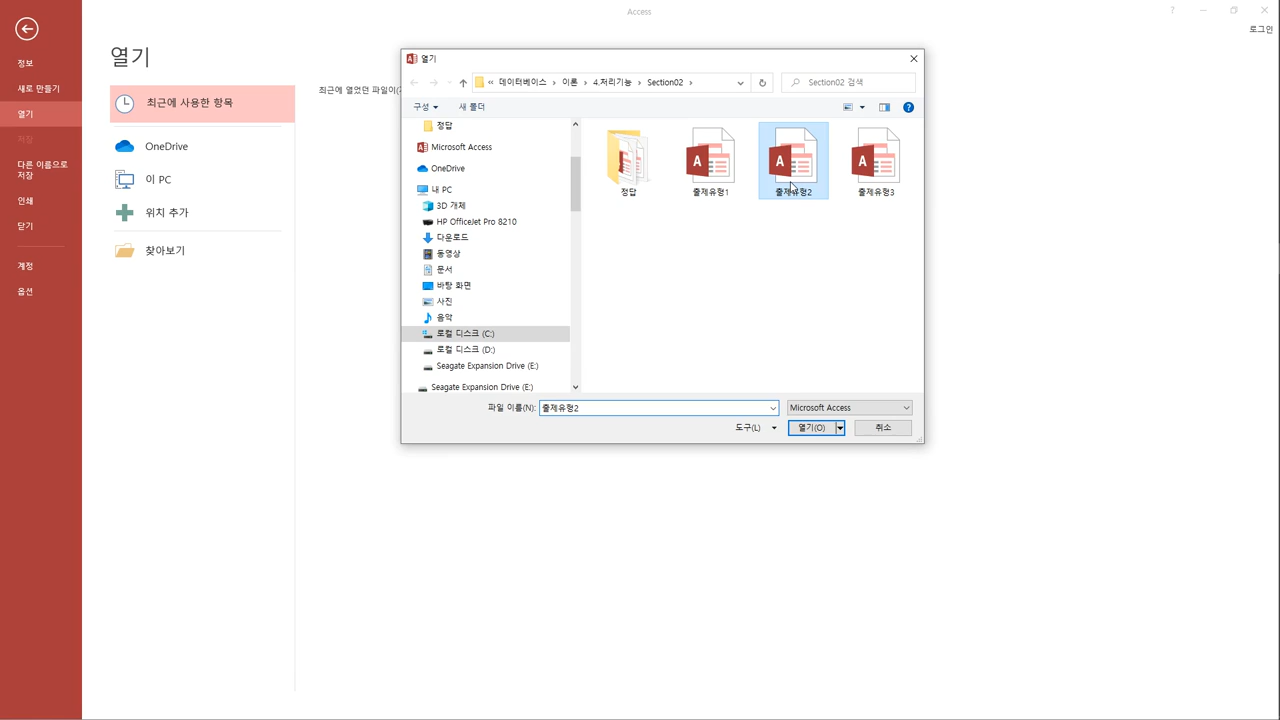 Access
로그인
정보
새로 만들기
열기
저장
다른 이름으로
저장
인쇄
닫기
계정
옵션
열기
최근에 사용한 항목
OneDrive
이 PC
위치 추가
찾아보기
최근에 열었던 파일이
열기
« 데이터베이스 › 이론 › 4.처리기능 › Section02 ›
Section02 검색
구성
새 폴더
정답
Microsoft Access
OneDrive
내 PC
3D 개체
HP OfficeJet Pro 8210
다운로드
동영상
문서
바탕 화면
사진
음악
로컬 디스크 (C:)
로컬 디스크 (D:)
Seagate Expansion Drive (E:)
Seagate Expansion Drive (E:)
정답
출제유형1
출제유형2
출제유형3
파일 이름(N):
출제유형2
Microsoft Access
도구(L)
열기(O)
취소